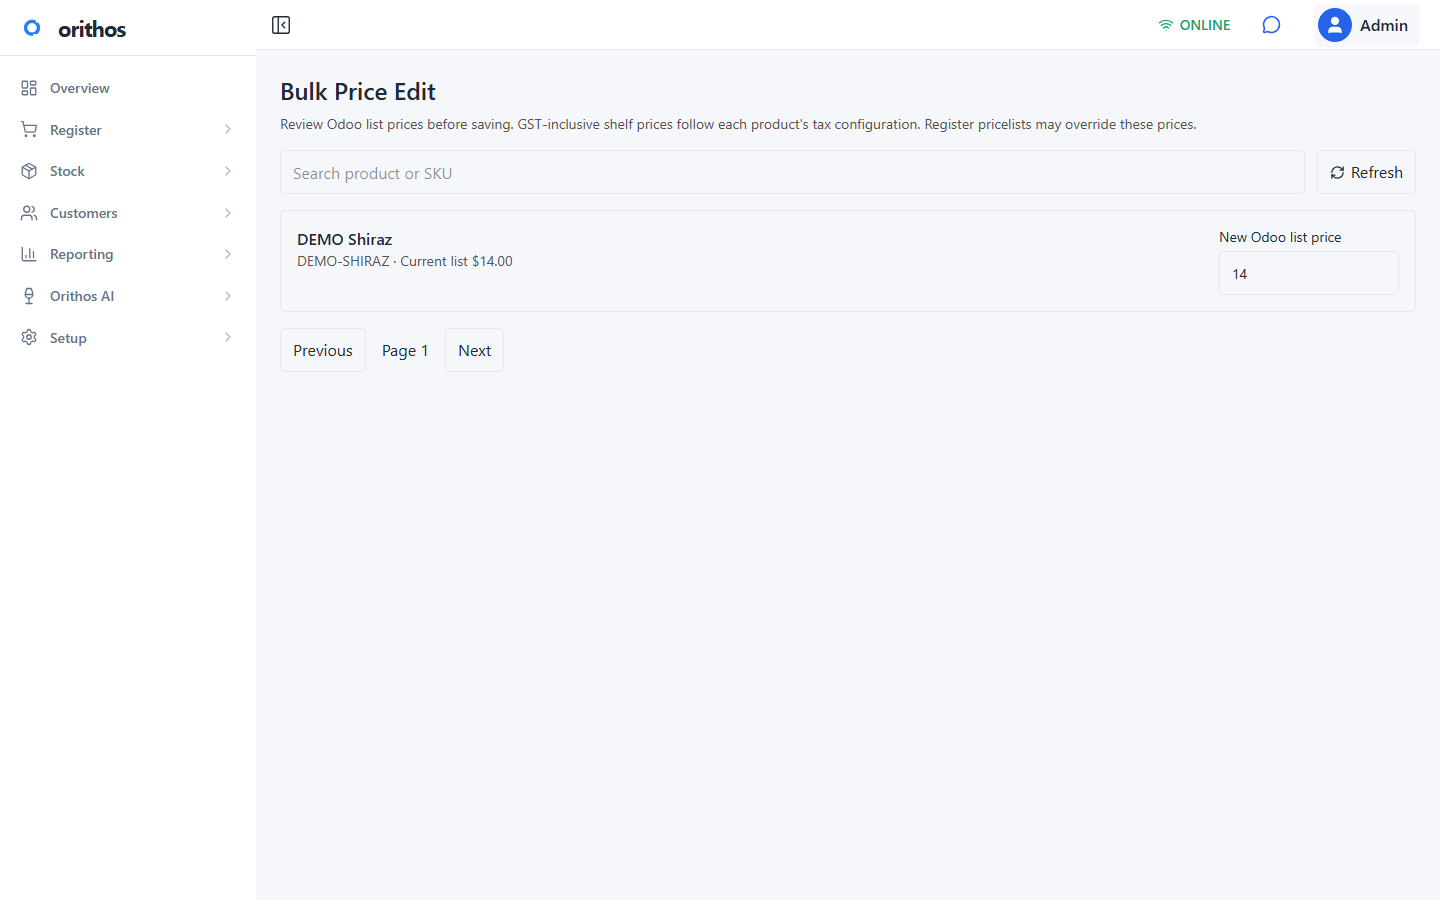 orithos
ONLINE
Admin
Overview
Register
Stock
Customers
Reporting
Orithos AI
Setup
Bulk Price Edit
Review Odoo list prices before saving. GST-inclusive shelf prices follow each product's tax configuration. Register pricelists may override these prices.
Search product or SKU
Refresh
DEMO Shiraz
DEMO-SHIRAZ · Current list $14.00
New Odoo list price
14
Previous
Page 1
Next